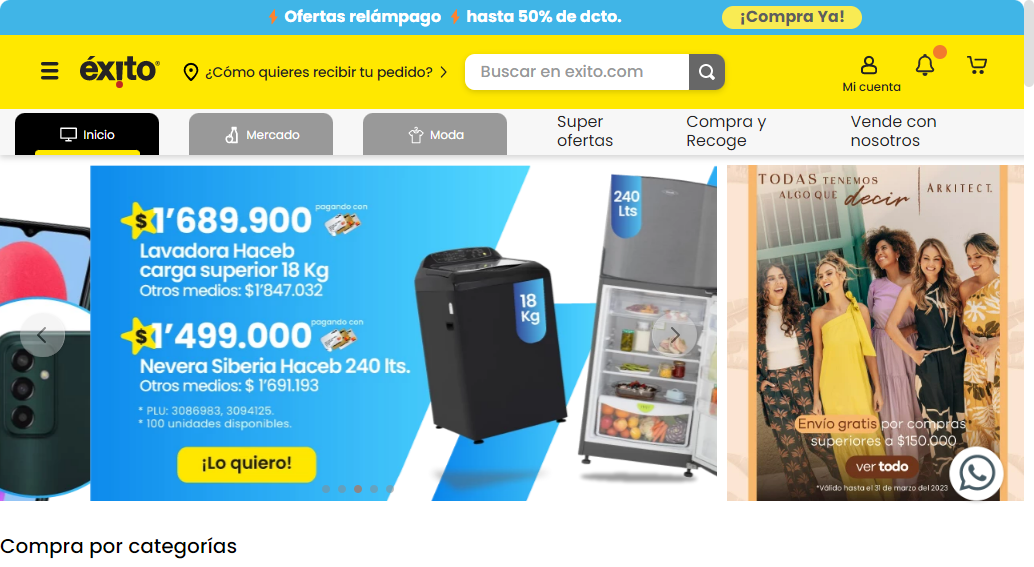 Ofertas relámpago hasta 50% de dcto.
¡Compra Ya!
éxito
¿Cómo quieres recibir tu pedido?
Buscar en exito.com
Mi cuenta
Inicio
Mercado
Moda
Super
ofertas
Compra y
Recoge
Vende con
nosotros
$1’689.900
pagando con
Lavadora Haceb
carga superior 18 Kg
Otros medios: $1’847.032
$1’499.000
pagando con
Nevera Siberia Haceb 240 lts.
Otros medios: $ 1’691.193
* PLU: 3086983, 3094125.
* 100 unidades disponibles.
¡Lo quiero!
18
Kg
240
Lts
TODAS TENEMOS
ALGO QUE decir
ARKITECT.
Envío gratis por compras
superiores a $150.000
ver todo
*Válido hasta el 31 de marzo del 2023
Compra por categorías